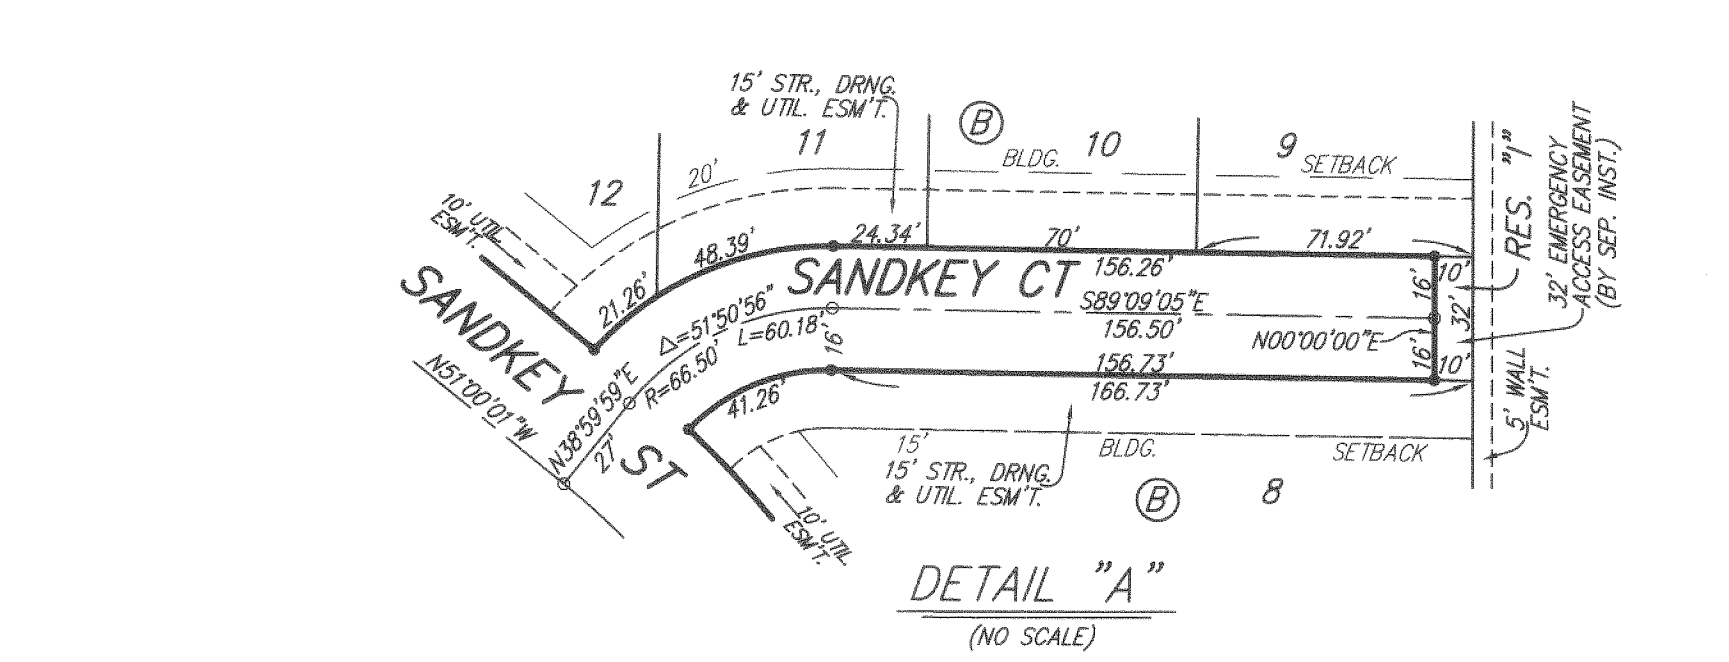 15' STR., DRNG.
& UTIL. ESM'T.
B
11
10
9
BLDG.
SETBACK
20'
12
10' UTIL
ESM'T.
24.34'
70'
71.92'
48.39'
21.26'
SANDKEY CT
156.26'
10'
16'
32'
S89°09'05"E
156.50'
N00°00'00"E
16'
10'
Δ=51°50'56"
L=60.18'
R=66.50'
16'
156.73'
166.73'
41.26'
SANDKEY
ST
N51°00'01"W
N38°59'59"E
27'
RES. "1"
32' EMERGENCY
ACCESS EASEMENT
(BY SEP. INST.)
5' WALL
ESM'T.
15'
BLDG.
SETBACK
15' STR., DRNG.
& UTIL. ESM'T.
B
8
10' UTIL
ESM'T.
DETAIL "A"
(NO SCALE)